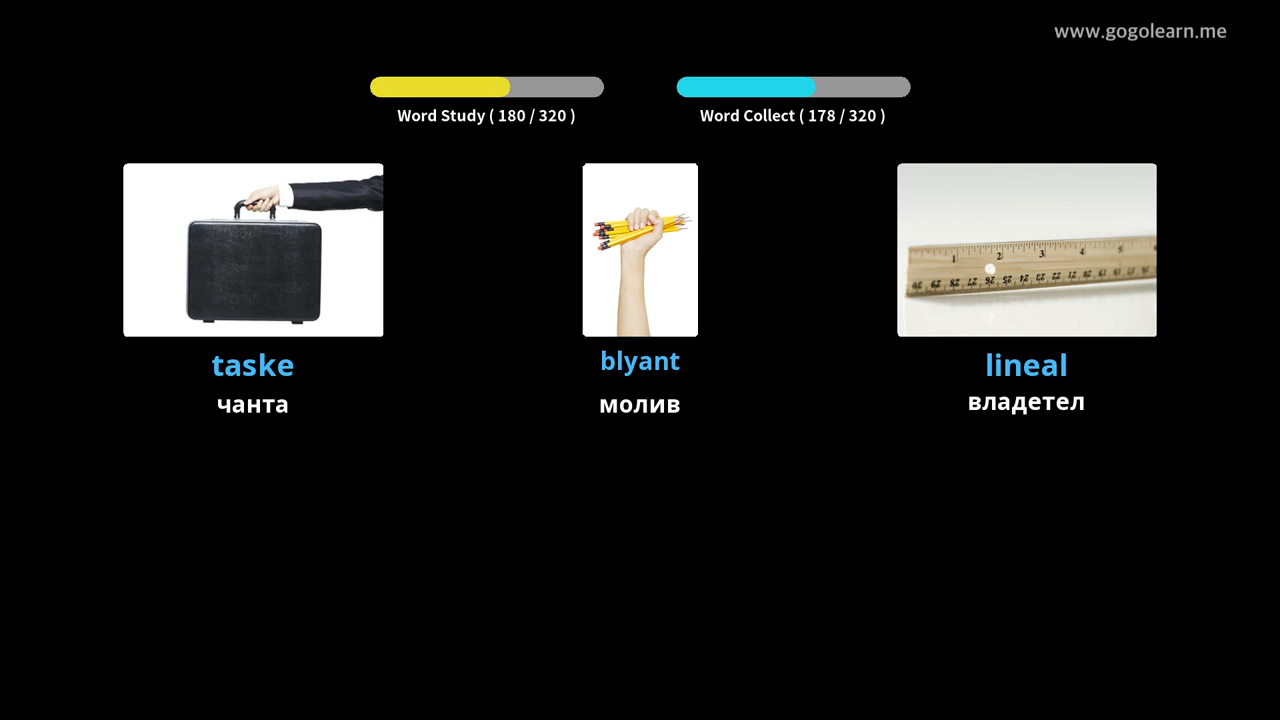 www.gogolearn.me
Word Study ( 180 / 320 )
Word Collect ( 178 / 320 )
taske
blyant
lineal
чанта
молив
владетел